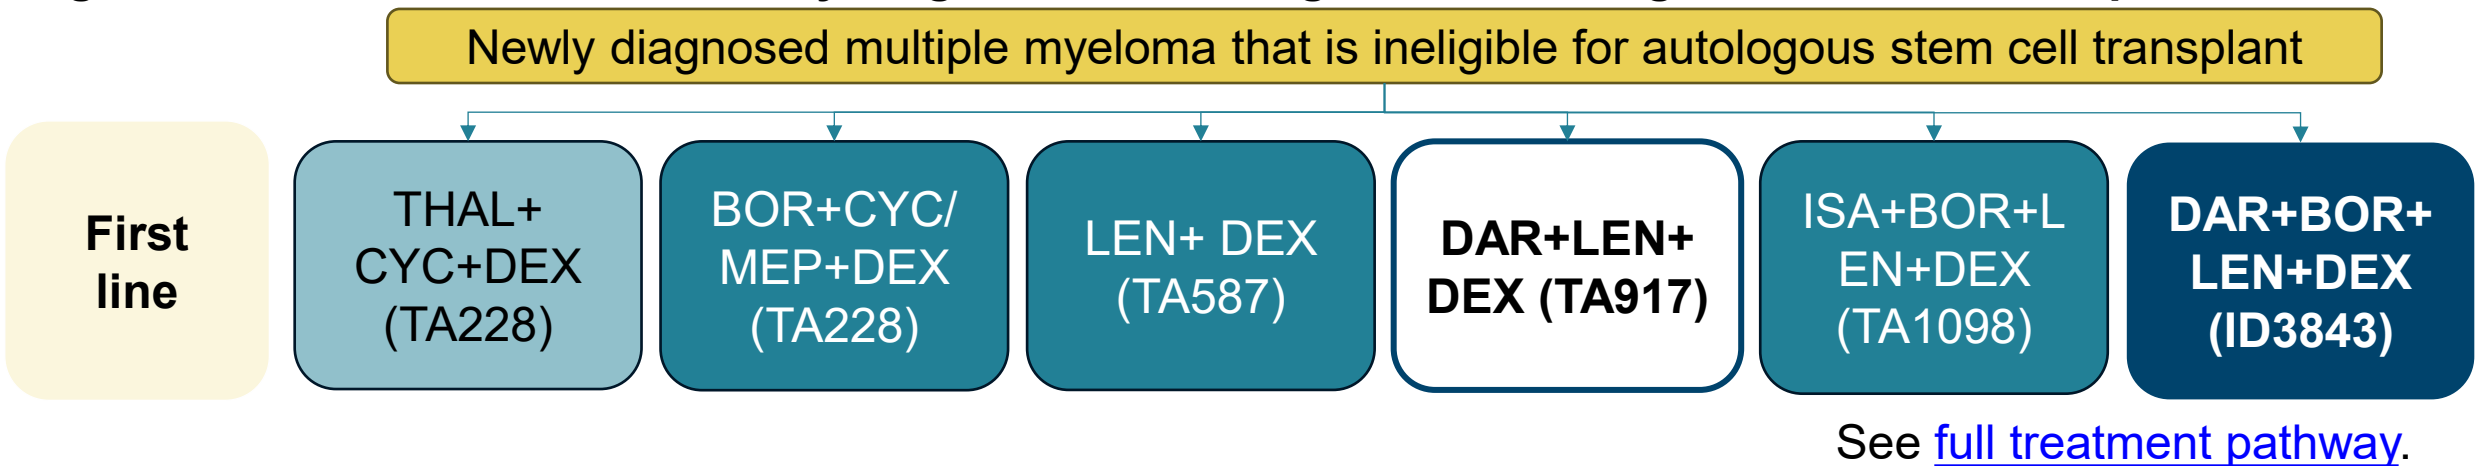 Newly diagnosed multiple myeloma that is ineligible for autologous stem cell transplant
First
line
THAL+
CYC+DEX
(TA228)
BOR+CYC/
MEP+DEX
(TA228)
LEN+ DEX
(TA587)
DAR+LEN+
DEX (TA917)
ISA+BOR+L
EN+DEX
(TA1098)
DAR+BOR+
LEN+DEX
(ID3843)
See full treatment pathway.